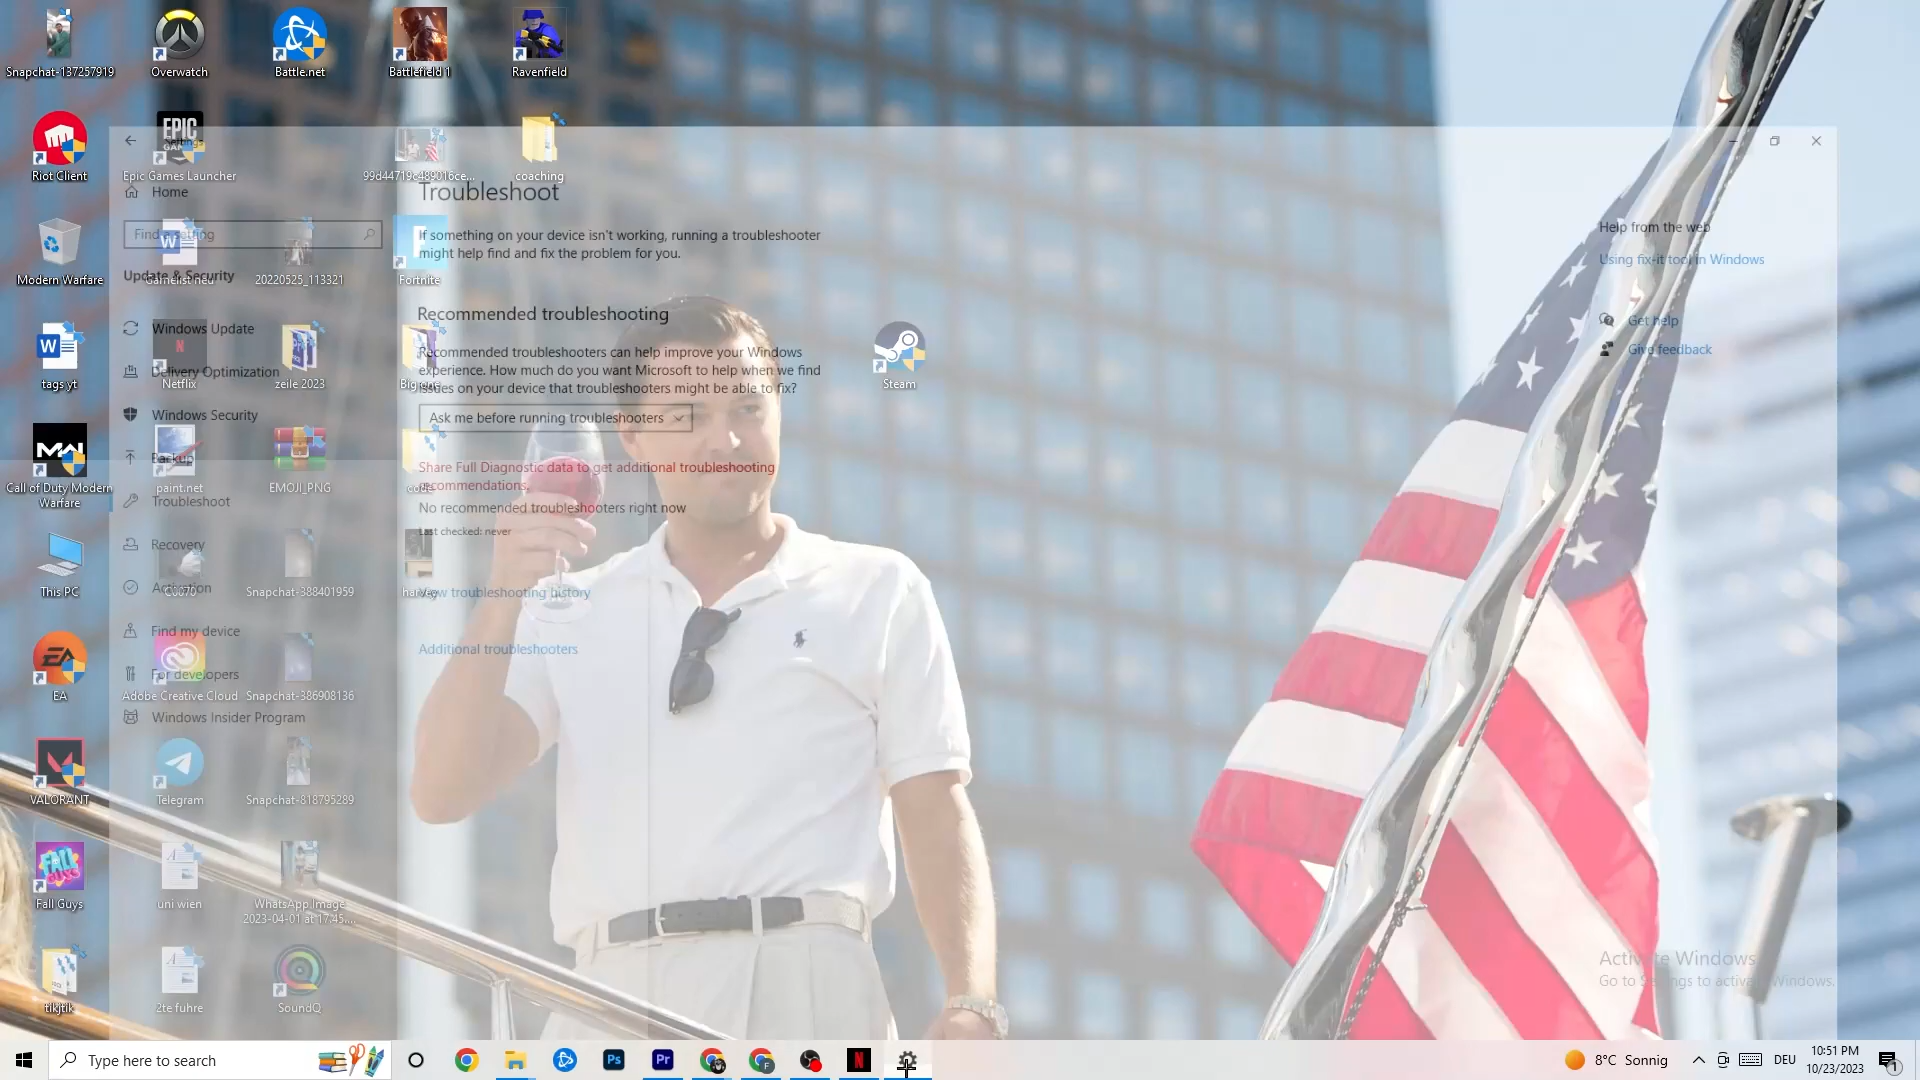 Snapchat-137257919
Overwatch
Battle.net
Battlefield 1
Ravenfield
Riot Client
EPIC
Epic Games Launcher
99d44719c489016ce...
coaching
Modern Warfare
Gamelist neu
20220525_113321
Fortnite
tags yt
Netflix
zeile 2023
Steam
Call of Duty Modern
Warfare
paint.net
EMOJI_PNG
code
This PC
Snapchat-388401959
harvey
EA
Adobe Creative Cloud
Snapchat-386908136
VALORANT
Telegram
Snapchat-818795289
FALL
GUYS
Fall Guys
uni wien
WhatsApp Image
2023-04-01 at 17.45....
tikjtik
2te fuhre
SoundQ
Settings
Home
Find a setting
Update & Security
Windows Update
Delivery Optimization
Windows Security
Backup
Troubleshoot
Recovery
Activation
Find my device
For developers
Windows Insider Program
Troubleshoot
If something on your device isn't working, running a troubleshooter
might help find and fix the problem for you.
Recommended troubleshooting
Recommended troubleshooters can help improve your Windows
experience. How much do you want Microsoft to help when we find
issues on your device that troubleshooters might be able to fix?
Ask me before running troubleshooters
Share Full Diagnostic data to get additional troubleshooting
recommendations.
No recommended troubleshooters right now
Last checked: never
View troubleshooting history
Additional troubleshooters
Help from the web
Using fix-it tool in Windows
Get help
Give feedback
Activate Windows
Go to Settings to activate Windows.
Type here to search
Ps
Pr
F
N
8°C Sonnig
DEU
10:51 PM
10/23/2023
1